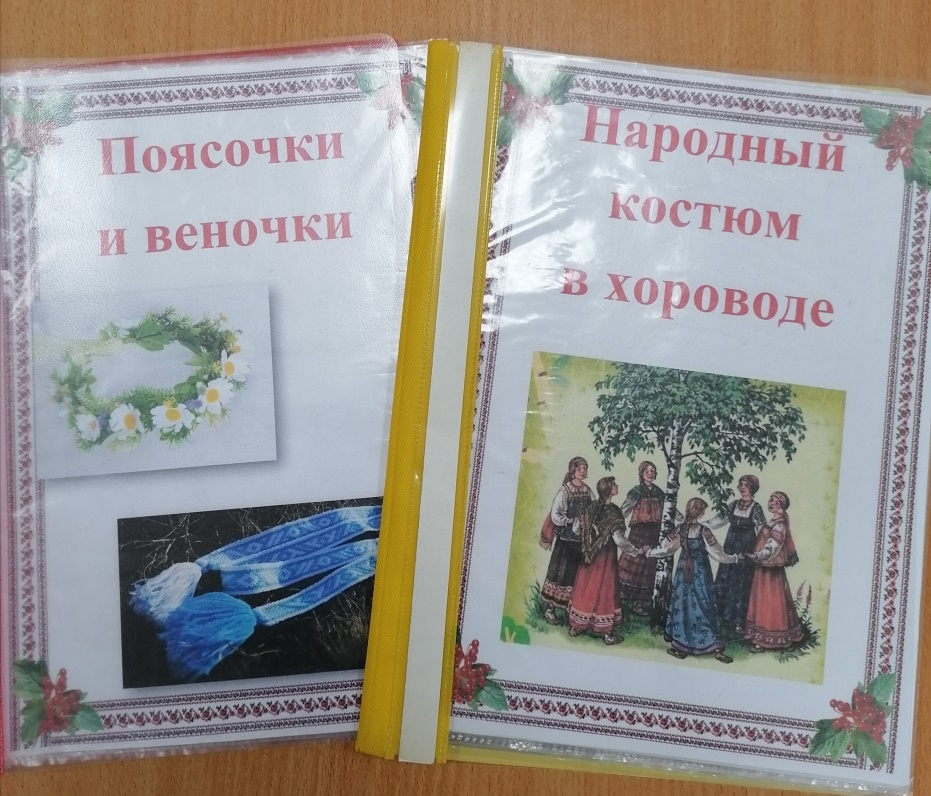 Поясочки
и веночки
Народный
костюм
в хороводе